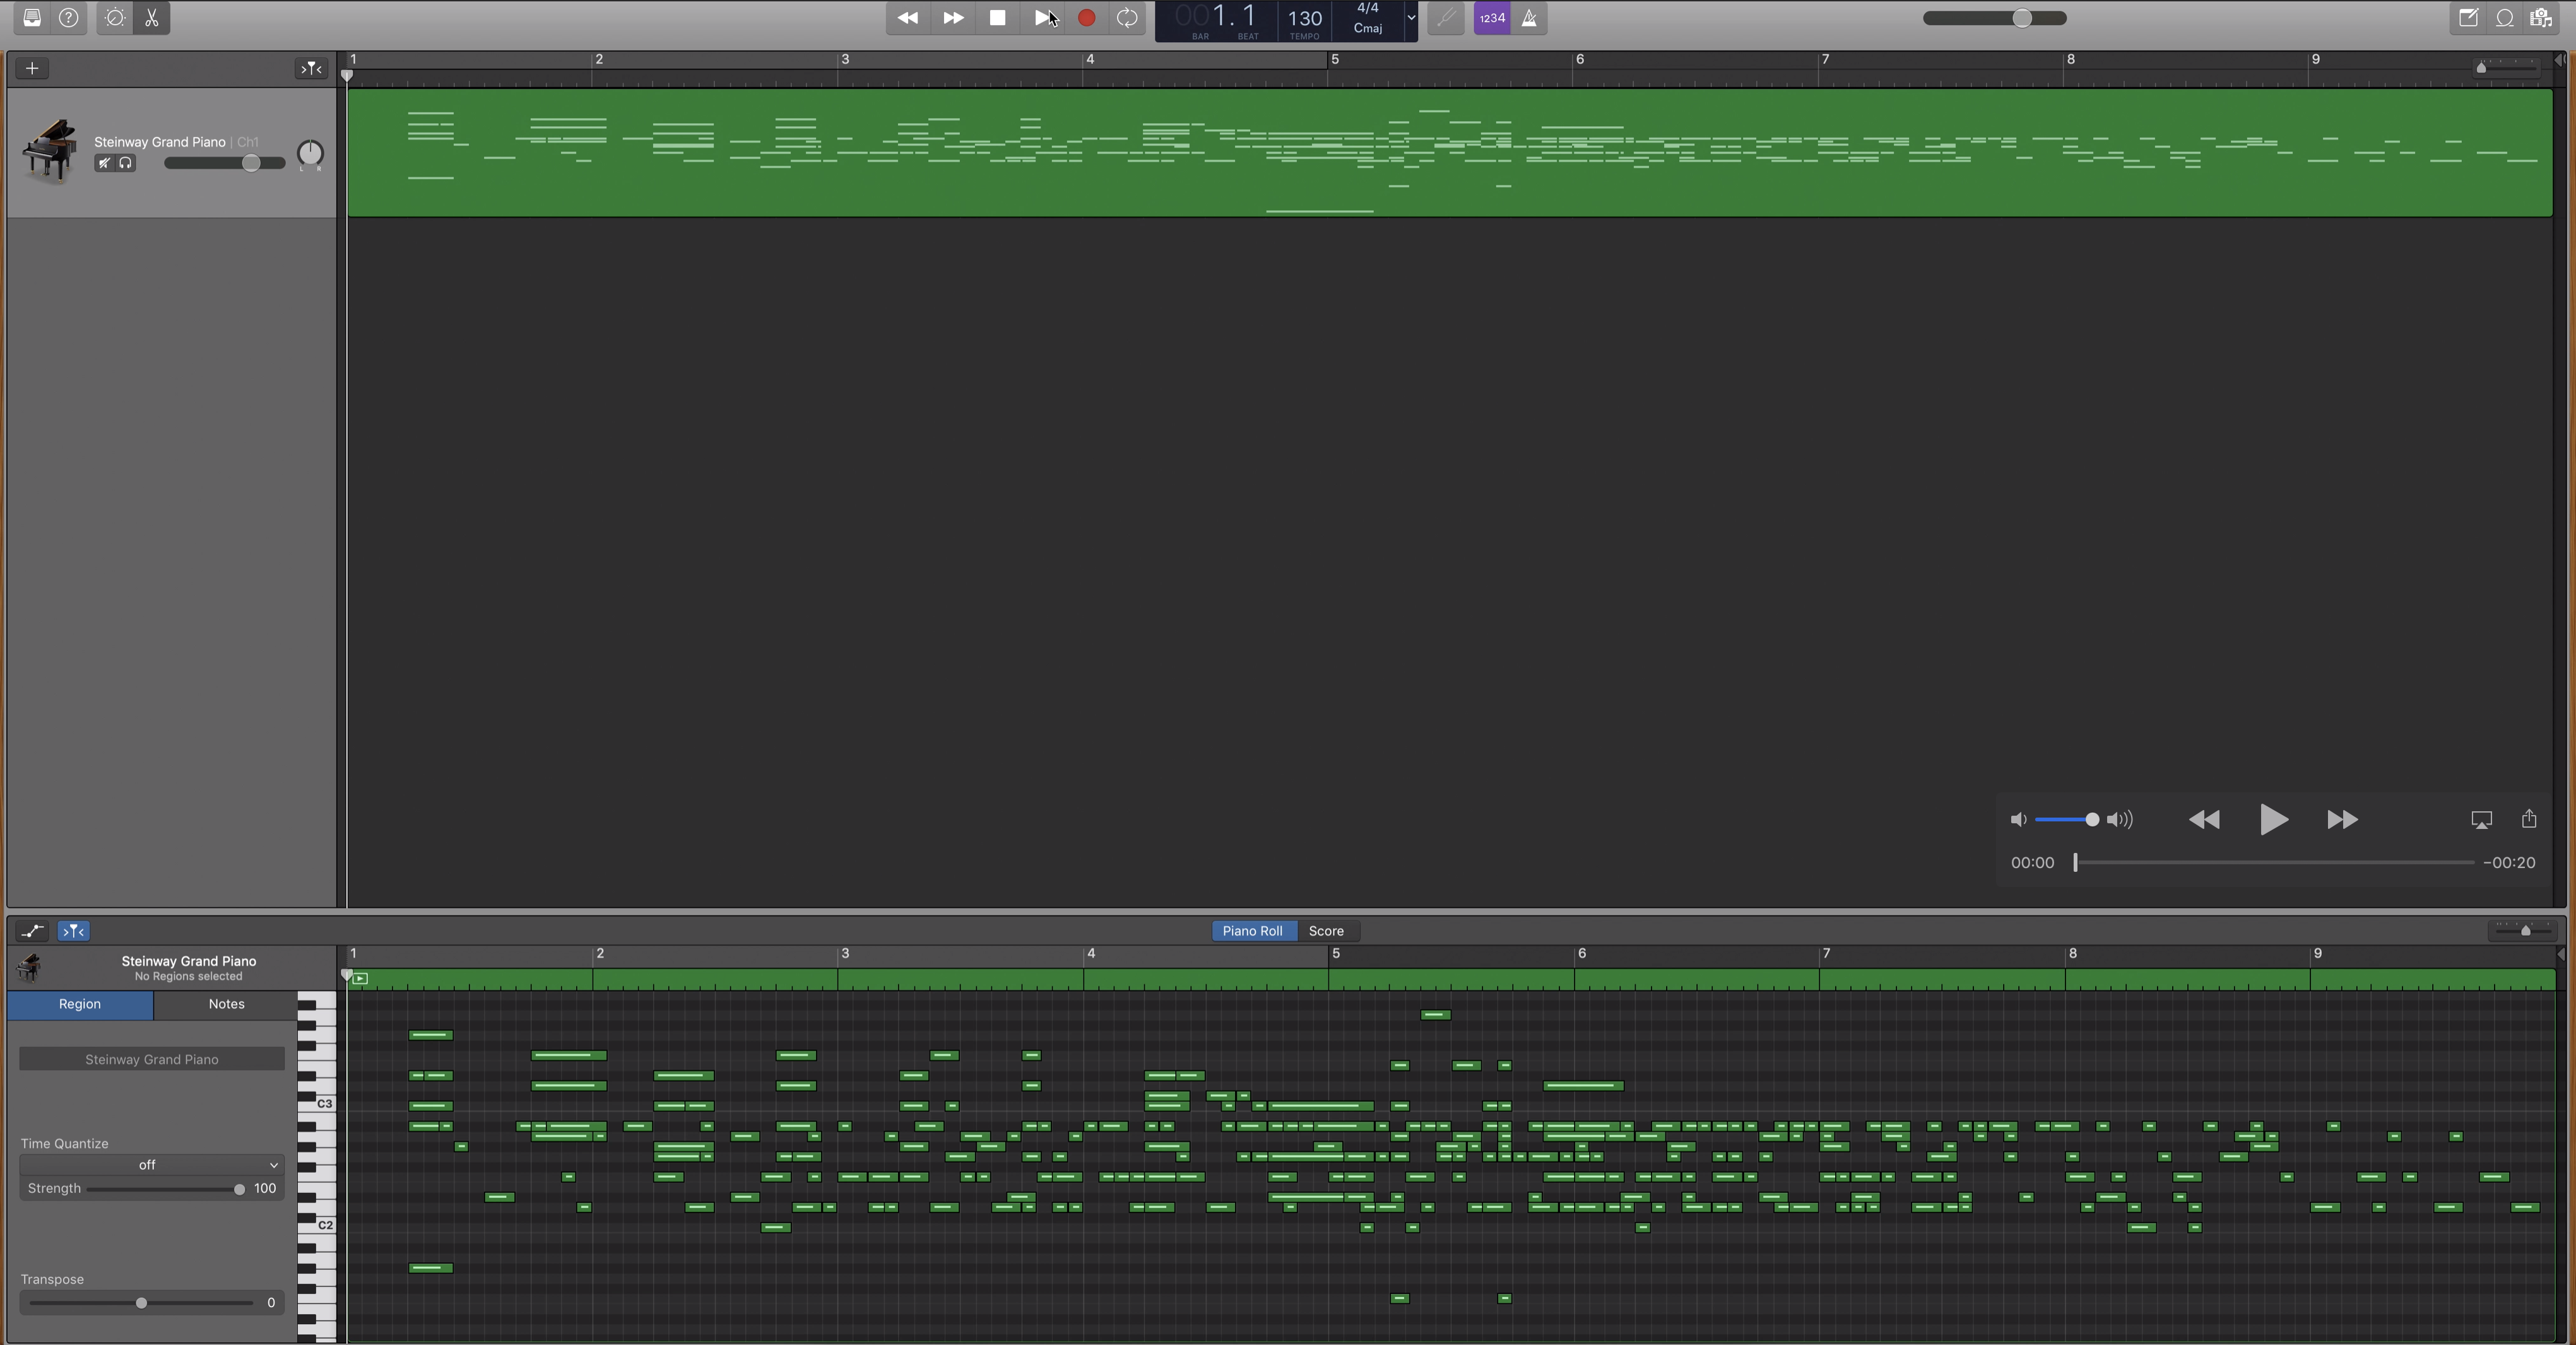 001.1
BAR BEAT
130
TEMPO
4/4
Cmaj
1234
1 2 3 4 5 6 7 8 9
Steinway Grand Piano | Ch1
L R
00:00 -00:20
Piano Roll Score
1 2 3 4 5 6 7 8 9
Steinway Grand Piano
No Regions selected
Region Notes
Steinway Grand Piano
C3
Time Quantize
off
Strength 100
C2
Transpose
0